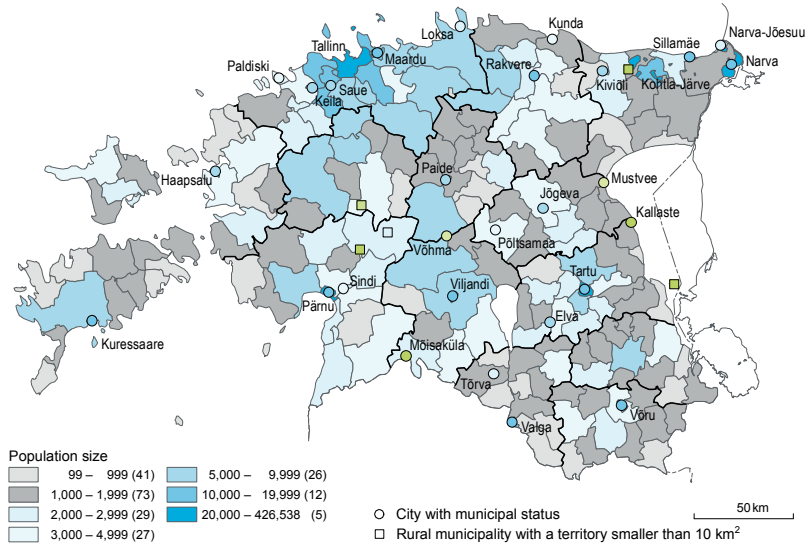 Kunda
Loksa
Narva-Jõesuu
Tallinn
Sillamäe
Maardu
Narva
Paldiski
Rakvere
Saue
Kiviõli
Kohtla-Järve
Keila
Paide
Haapsalu
Mustvee
Jõgeva
Kallaste
Põltsamaa
Võhma
Tartu
Sindi
Viljandi
Pärnu
Elva
Kuressaare
Mõisaküla
Tõrva
Võru
Valga
Population size
99 – 999 (41)
5,000 – 9,999 (26)
1,000 – 1,999 (73)
10,000 – 19,999 (12)
2,000 – 2,999 (29)
20,000 – 426,538 (5)
3,000 – 4,999 (27)
City with municipal status
50 km
Rural municipality with a territory smaller than 10 km²